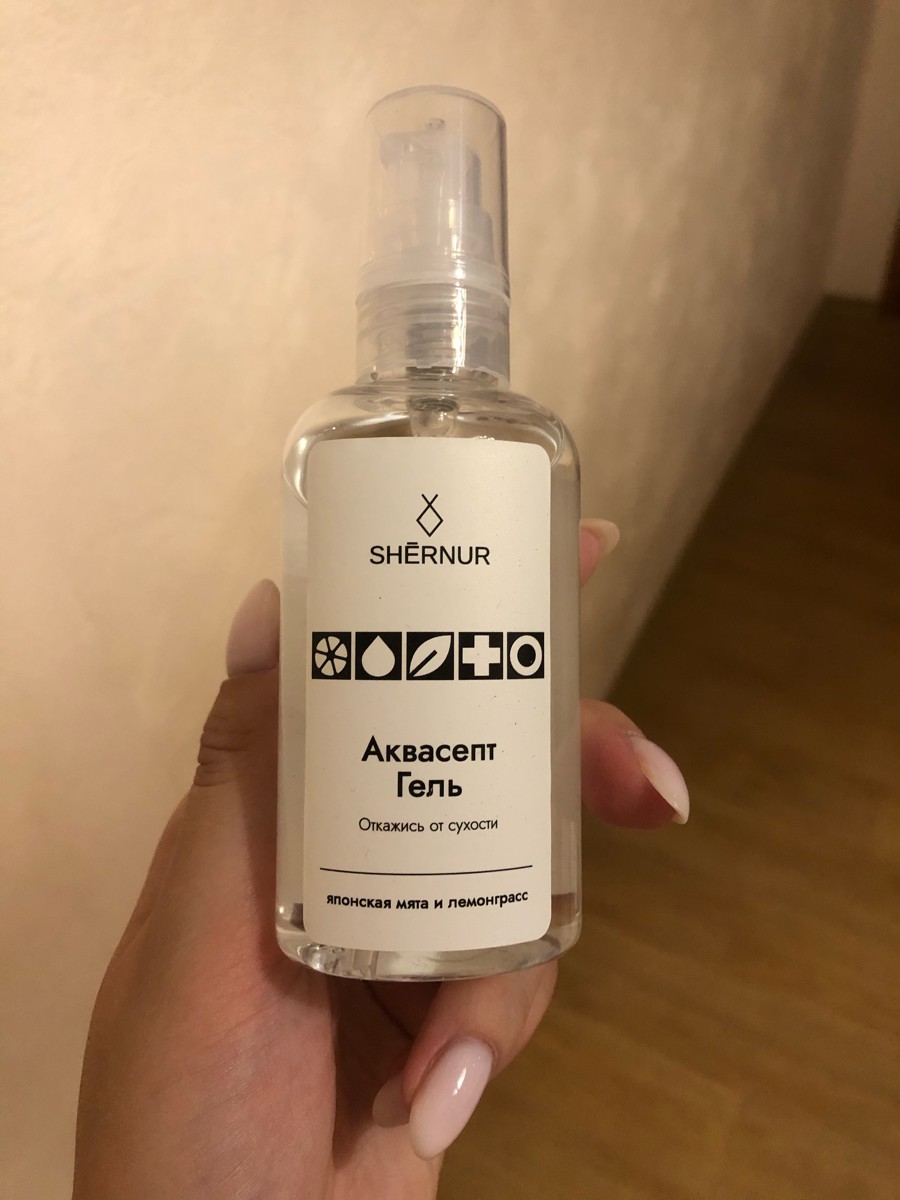 SHĒRNUR
Аквасепт
Гель
Откажись от сухости
японская мята и лемонграсс